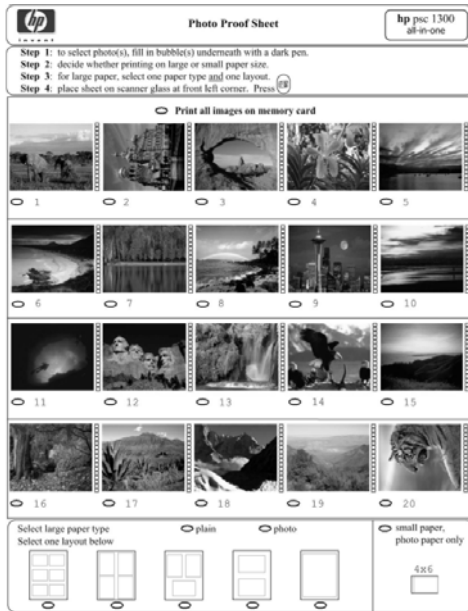 hp
invent
Photo Proof Sheet
hp psc 1300
all-in-one
Step 1: to select photo(s), fill in bubble(s) underneath with a dark pen.
Step 2: decide whether printing on large or small paper size.
Step 3: for large paper, select one paper type and one layout.
Step 4: place sheet on scanner glass at front left corner. Press
Print all images on memory card
1 2 3 4 5
6 7 8 9 10
11 12 13 14 15
16 17 18 19 20
Select large paper type plain photo
Select one layout below
small paper,
photo paper only
4x6